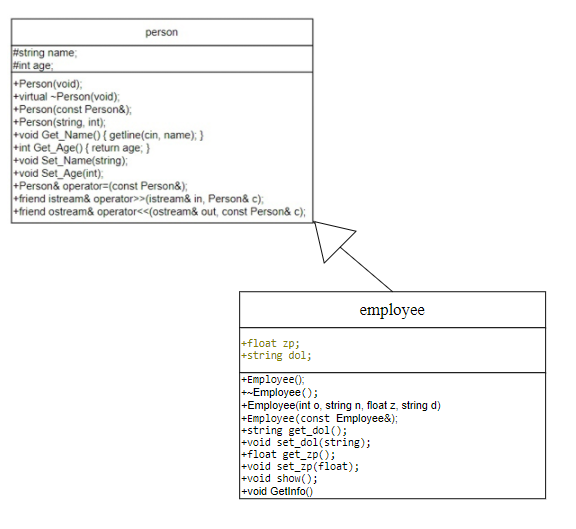 person
#string name;
#int age;
+Person(void);
+virtual ~Person(void);
+Person(const Person&);
+Person(string, int);
+void Get_Name() { getline(cin, name); }
+int Get_Age() { return age; }
+void Set_Name(string);
+void Set_Age(int);
+Person& operator=(const Person&);
+friend istream& operator>>(istream& in, Person& c);
+friend ostream& operator<<(ostream& out, const Person& c);
employee
+float zp;
+string dol;
+Employee();
+~Employee();
+Employee(int o, string n, float z, string d)
+Employee(const Employee&);
+string get_dol();
+void set_dol(string);
+float get_zp();
+void set_zp(float);
+void show();
+void GetInfo()